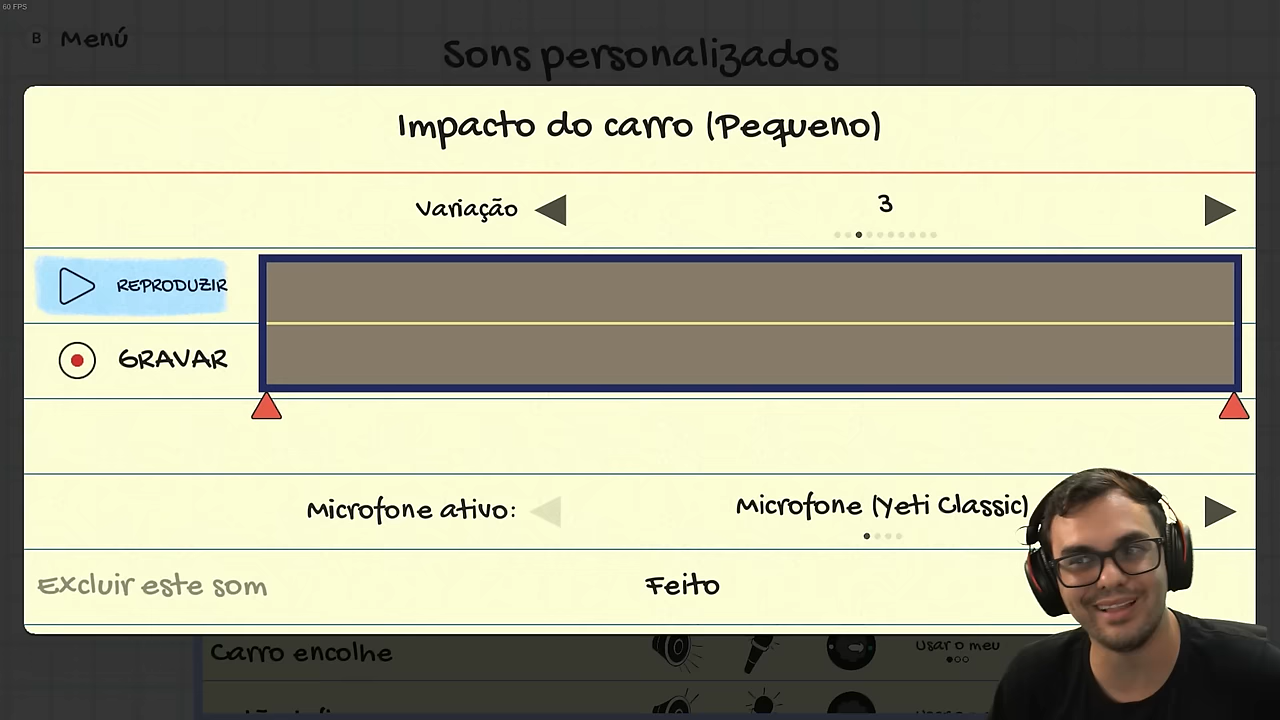 60 FPS
B Menú
Sons personalizados
Impacto do carro (Pequeno)
Variação 3
REPRODUZIR
GRAVAR
Microfone ativo: Microfone (Yeti Classic)
Excluir este som Feito
Carro encolhe Usar o meu